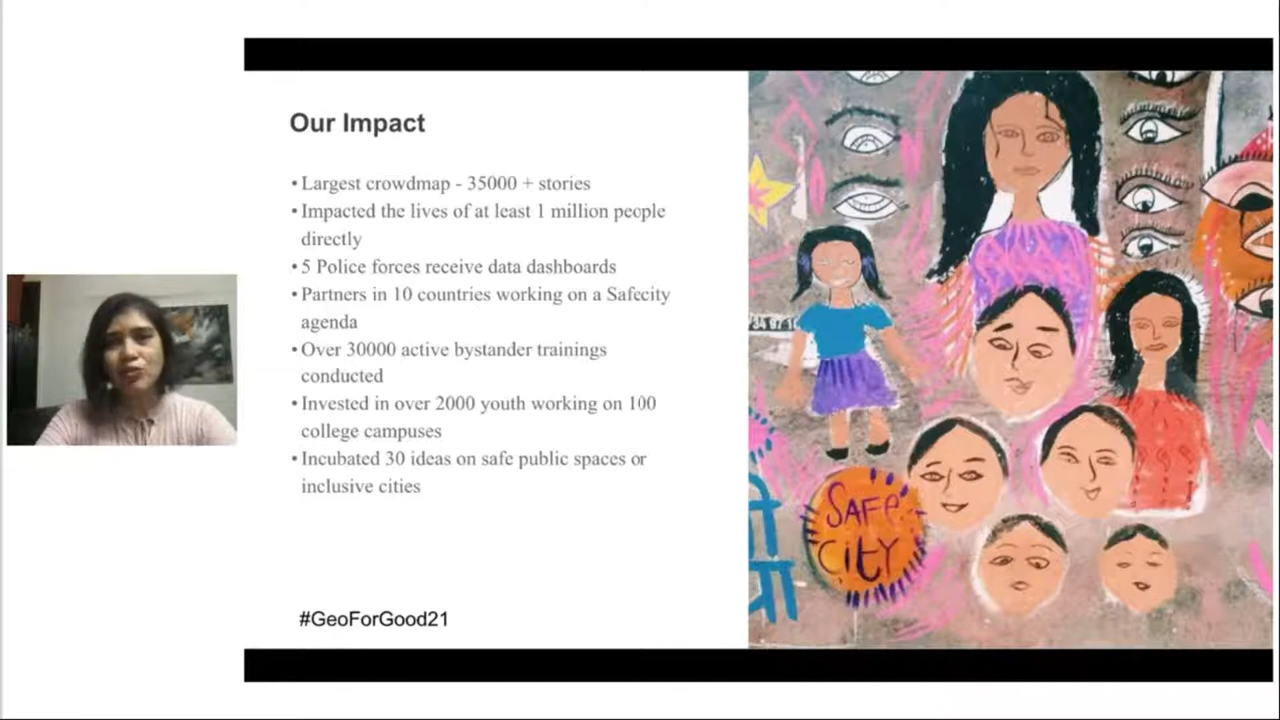 Our Impact
• Largest crowdmap - 35000 + stories
• Impacted the lives of at least 1 million people
directly
• 5 Police forces receive data dashboards
• Partners in 10 countries working on a Safecity
agenda
• Over 30000 active bystander trainings
conducted
• Invested in over 2000 youth working on 100
college campuses
• Incubated 30 ideas on safe public spaces or
inclusive cities
SAFE
CITY
#GeoForGood21